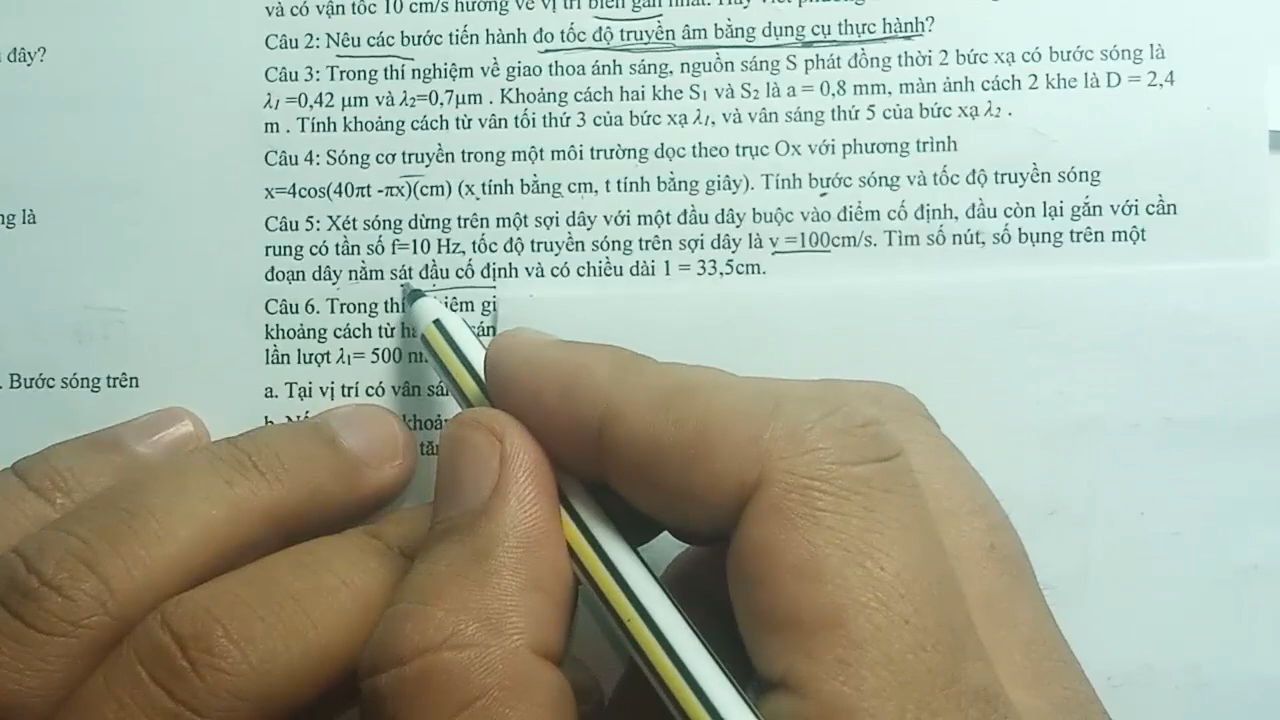 và có vận tốc 10 cm/s hướng về vị trí biên gần nhất. Hãy viết
đây?
Câu 2: Nêu các bước tiến hành đo tốc độ truyền âm bằng dụng cụ thực hành?
Câu 3: Trong thí nghiệm về giao thoa ánh sáng, nguồn sáng S phát đồng thời 2 bức xạ có bước sóng là
λ₁ =0,42 μm và λ₂=0,7μm . Khoảng cách hai khe S₁ và S₂ là a = 0,8 mm, màn ảnh cách 2 khe là D = 2,4
m . Tính khoảng cách từ vân tối thứ 3 của bức xạ λ₁, và vân sáng thứ 5 của bức xạ λ₂ .
Câu 4: Sóng cơ truyền trong một môi trường dọc theo trục Ox với phương trình
x=4cos(40πt -πx)(cm) (x tính bằng cm, t tính bằng giây). Tính bước sóng và tốc độ truyền sóng
ng là
Câu 5: Xét sóng dừng trên một sợi dây với một đầu dây buộc vào điểm cố định, đầu còn lại gắn với cần
rung có tần số f=10 Hz, tốc độ truyền sóng trên sợi dây là v =100cm/s. Tìm số nút, số bụng trên một
đoạn dây nằm sát đầu cố định và có chiều dài l = 33,5cm.
Câu 6. Trong thí
khoảng cách từ
lần lượt λ₁= 500
. Bước sóng trên
a. Tại vị trí có vân